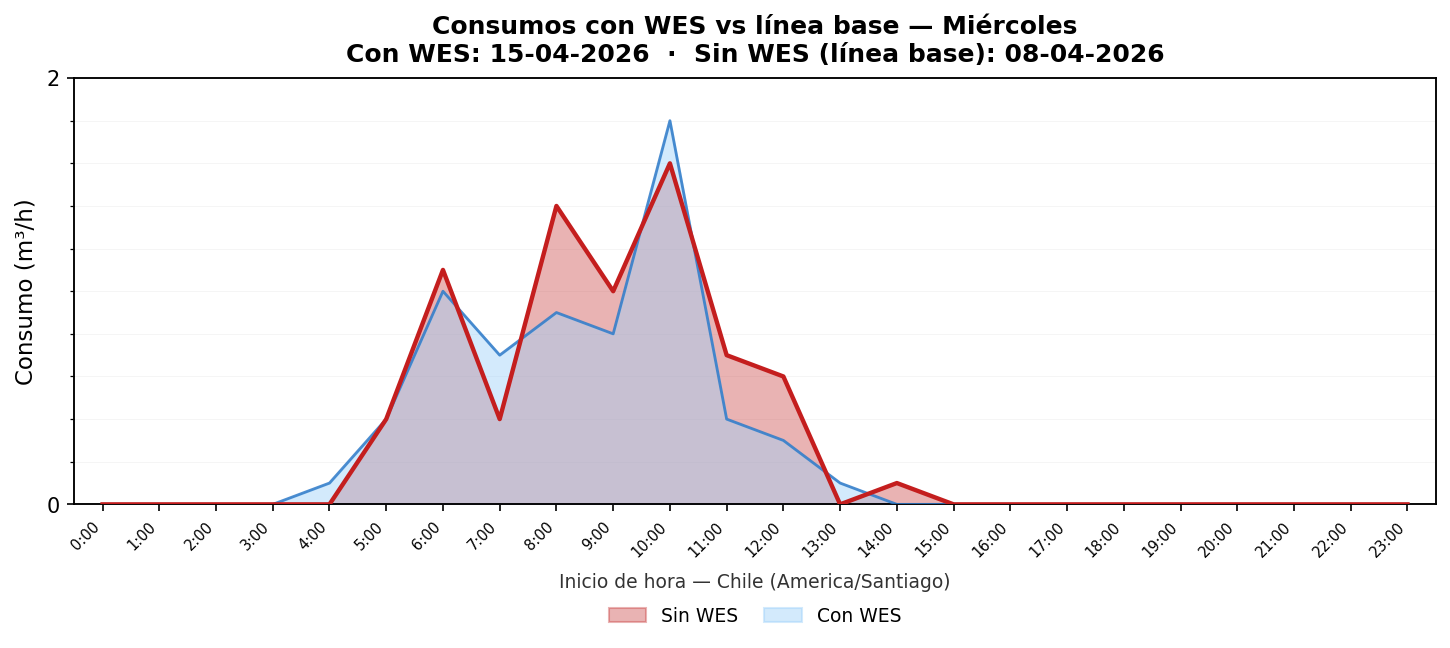 Consumos con WES vs línea base — Miércoles
Con WES: 15-04-2026  ·  Sin WES (línea base): 08-04-2026
Consumo (m³/h)
2
0
0:00 1:00 2:00 3:00 4:00 5:00 6:00 7:00 8:00 9:00 10:00 11:00 12:00 13:00 14:00 15:00 16:00 17:00 18:00 19:00 20:00 21:00 22:00 23:00
Inicio de hora — Chile (America/Santiago)
Sin WES Con WES